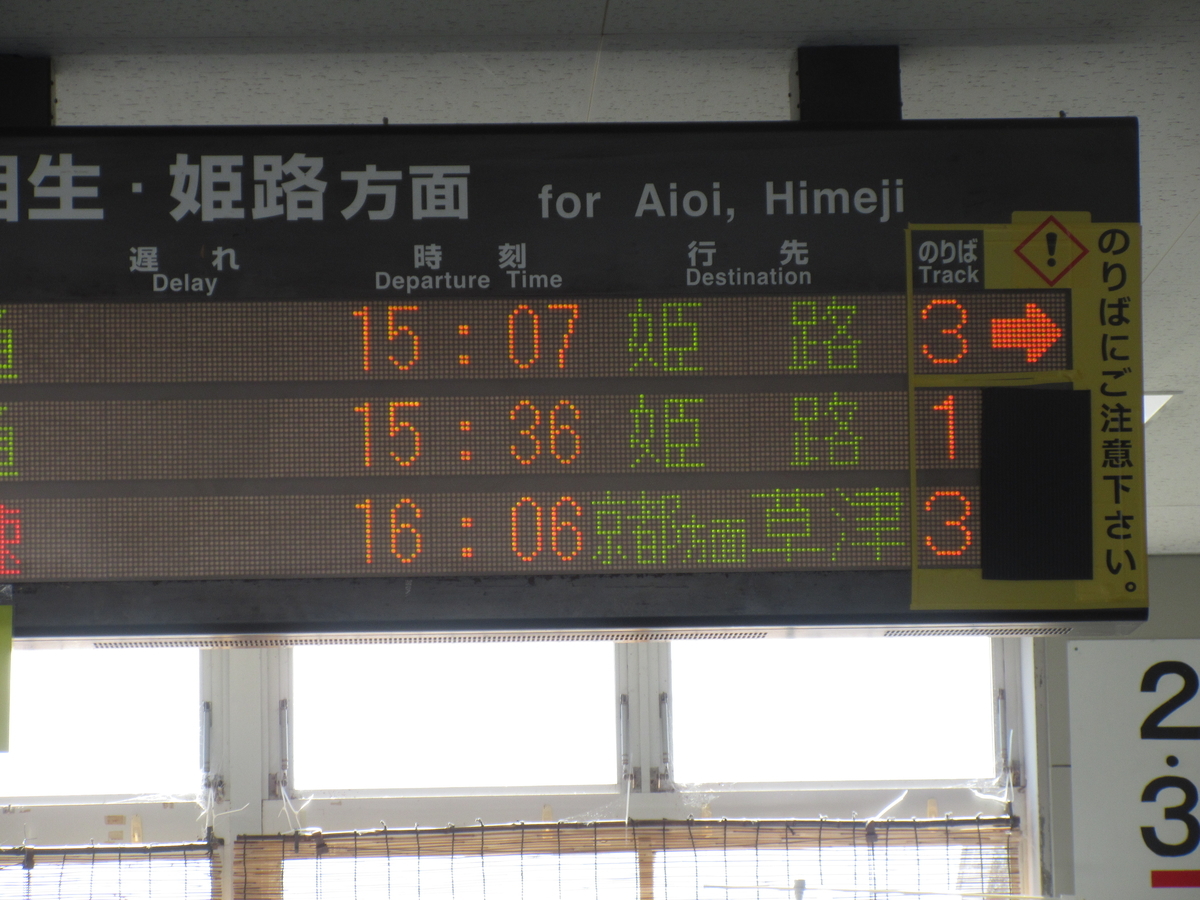 相生・姫路方面 for Aioi, Himeji
遅れ 時刻 行先 のりば
Delay Departure Time Destination Track
15:07 姫路 3
15:36 姫路 1
16:06 京都方面草津 3
のりばにご注意下さい。
2・3